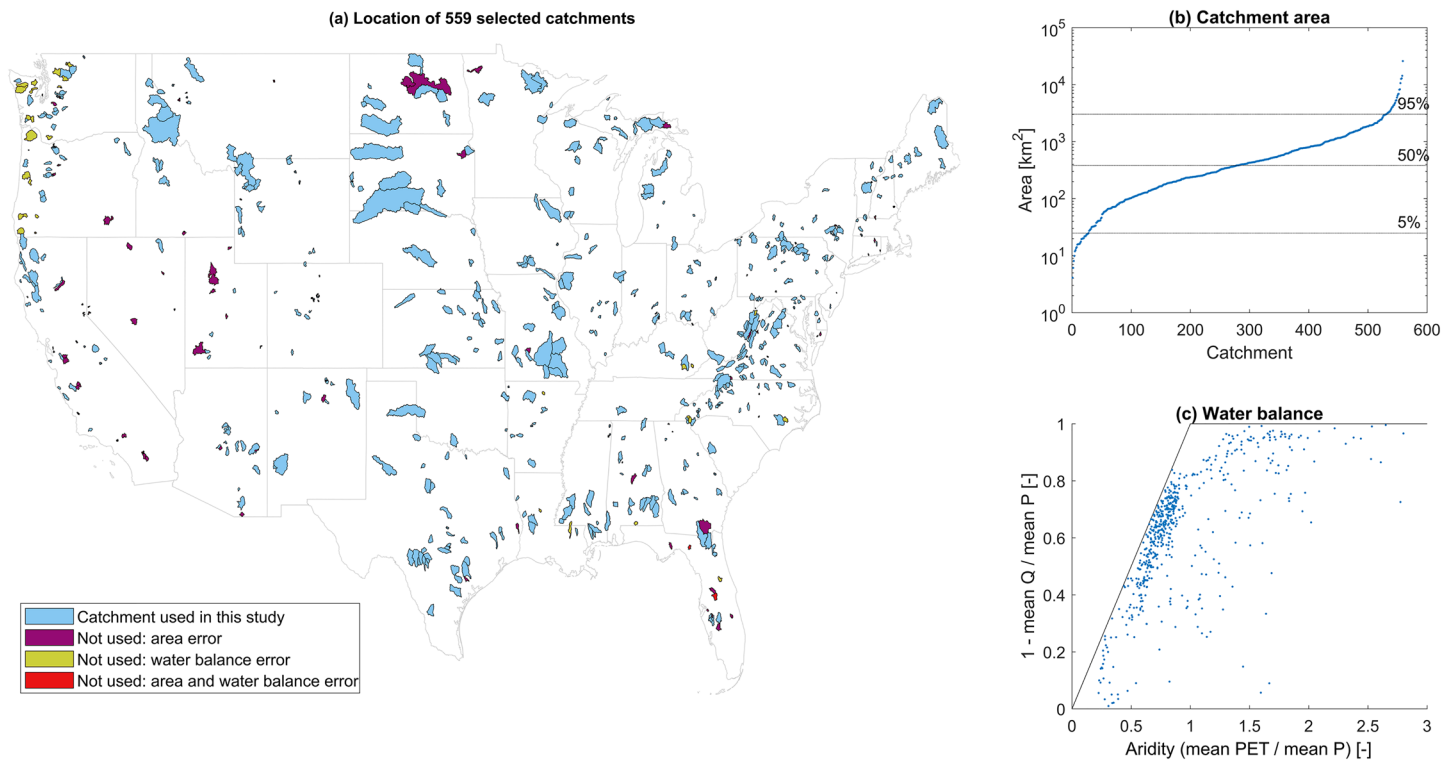 (a) Location of 559 selected catchments
Catchment used in this study
Not used: area error
Not used: water balance error
Not used: area and water balance error
(b) Catchment area
10^5
10^4
10^3
10^2
10^1
10^0
Area [km^2]
95%
50%
5%
0 100 200 300 400 500 600
Catchment
(c) Water balance
1
0.8
0.6
0.4
0.2
0
1 - mean Q / mean P [-]
0 0.5 1 1.5 2 2.5 3
Aridity (mean PET / mean P) [-]